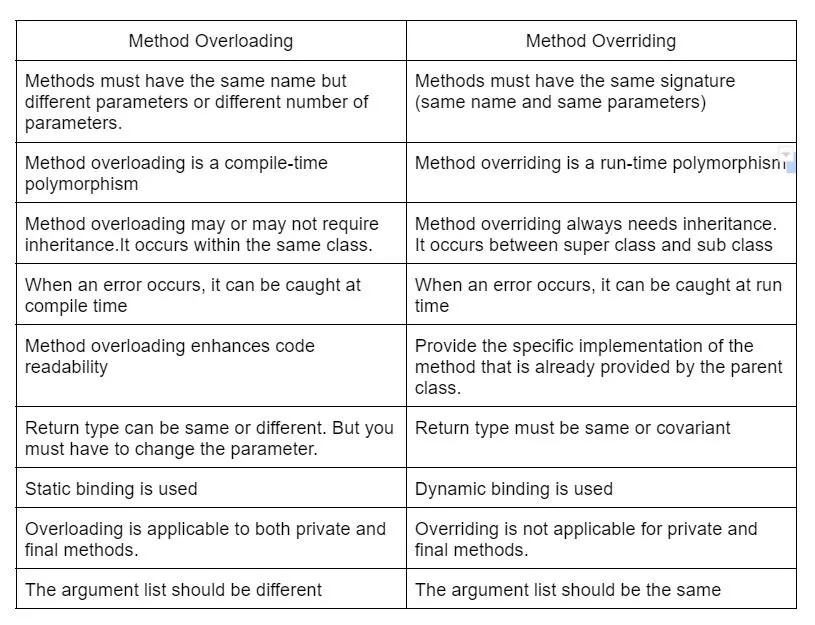 Method Overloading
Method Overriding
Methods must have the same name but
different parameters or different number of
parameters.
Methods must have the same signature
(same name and same parameters)
Method overloading is a compile-time
polymorphism
Method overriding is a run-time polymorphism
Method overloading may or may not require
inheritance.It occurs within the same class.
Method overriding always needs inheritance.
It occurs between super class and sub class
When an error occurs, it can be caught at
compile time
When an error occurs, it can be caught at run
time
Method overloading enhances code
readability
Provide the specific implementation of the
method that is already provided by the parent
class.
Return type can be same or different. But you
must have to change the parameter.
Return type must be same or covariant
Static binding is used
Dynamic binding is used
Overloading is applicable to both private and
final methods.
Overriding is not applicable for private and
final methods.
The argument list should be different
The argument list should be the same